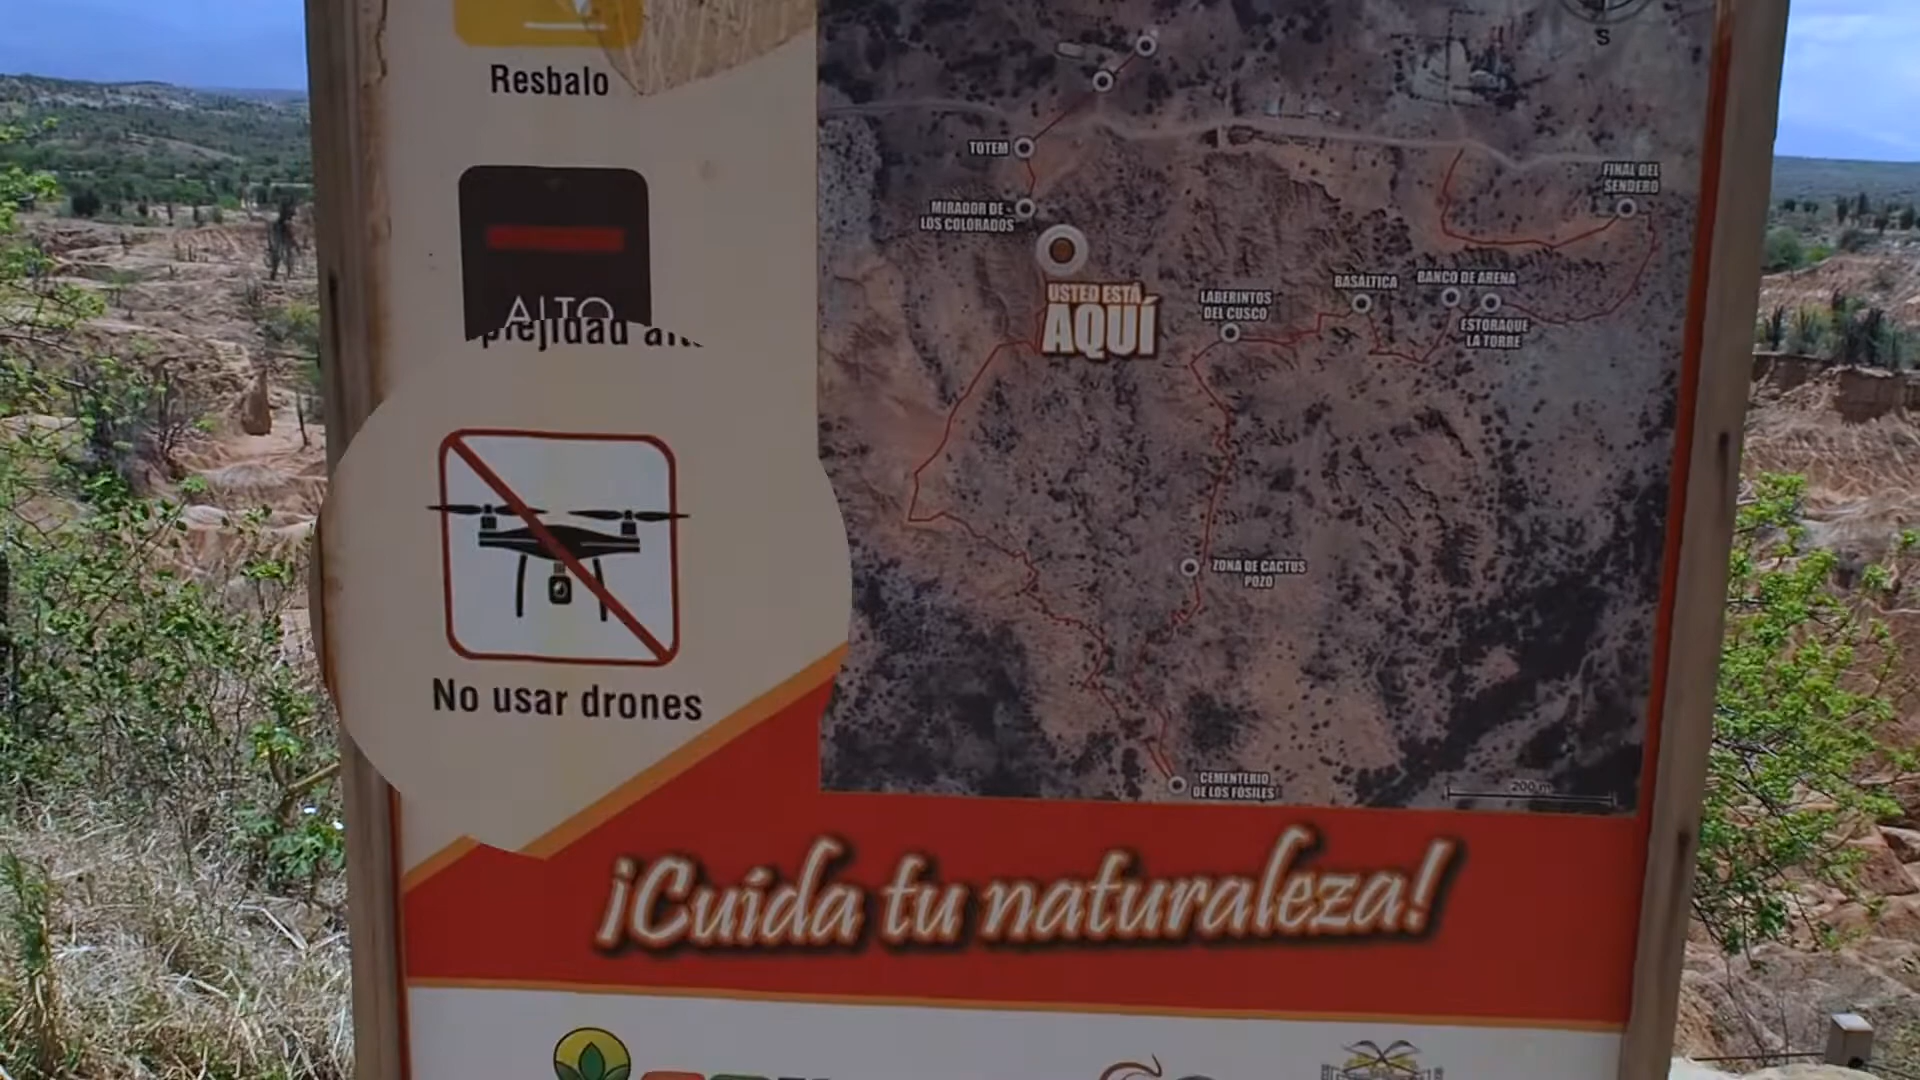 Resbalo
ALTO
No usar drones
S
TOTEM
MIRADOR DE
LOS COLORADOS
USTED ESTÁ
AQUÍ
LABERINTOS
DEL CUSCO
BASÁLTICA
BANCO DE ARENA
ESTORAQUE
LA TORRE
FINAL DEL
SENDERO
ZONA DE CACTUS
POZO
CEMENTERIO
DE LOS FÓSILES
200 m
¡Cuida tu naturaleza!